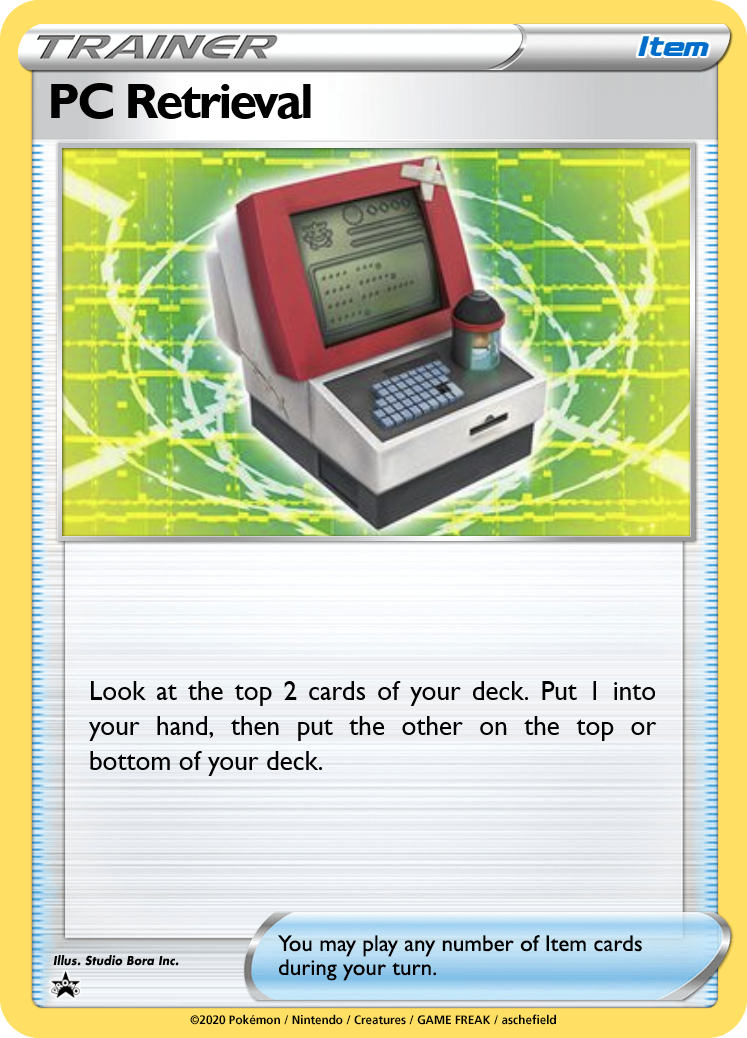 TRAINER
Item
PC Retrieval
Look at the top 2 cards of your deck. Put 1 into
your hand, then put the other on the top or
bottom of your deck.
You may play any number of Item cards
during your turn.
Illus. Studio Bora Inc.
PROMO
©2020 Pokémon / Nintendo / Creatures / GAME FREAK / aschefield